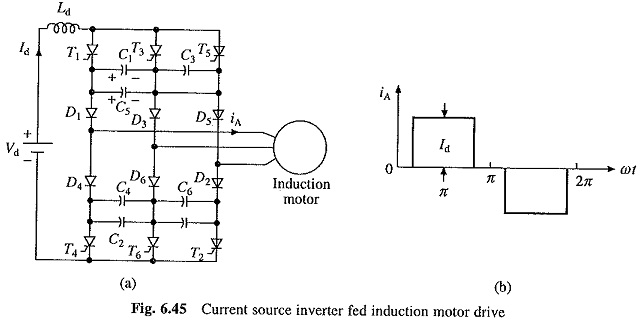 L_d
I_d
T_1 C_1 T_3 C_3 T_5
+ −
+ C_5 −
D_1 D_3 D_5 i_A
+
V_d
−
D_4 C_4 D_6 C_6 D_2
Induction
motor
C_2
T_4 T_6 T_2
(a)
i_A
I_d
0 π π 2π ωt
(b)
Fig. 6.45 Current source inverter fed induction motor drive